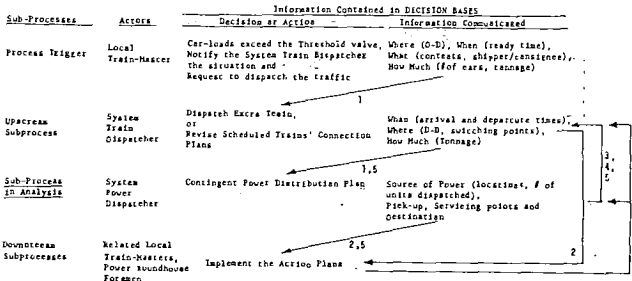 Information Contained in DECISION BASES
Sub-Processes Actors Decision or Action Information Communicated
Process Trigger Local Train-Master
Car-loads exceed the Threshold valve,
Notify the System Train Dispatcher
the situation and
Request to dispatch the traffic
Where (O-D), When (ready time),
What (contents, shipper/consignee),
How Much (# of cars, tonnage)
1
Upstream Subprocess
System Train Dispatcher
Dispatch Extra Train,
or
Revise Scheduled Trains' Connection
Plans
When (arrival and departure times),
Where (O-D, switching points),
How Much (Tonnage)
3,
4,
5
1,5
Sub-Process in Analysis
System Power Dispatcher
Contingent Power Distribution Plan
Source of Power (locations, # of
units dispatched),
Pick-up, Servicing points and
Destination
2,5
2
Downstream Subprocesses
Related Local Train-Masters, Power Roundhouse Foremen
Implement the Action Plans